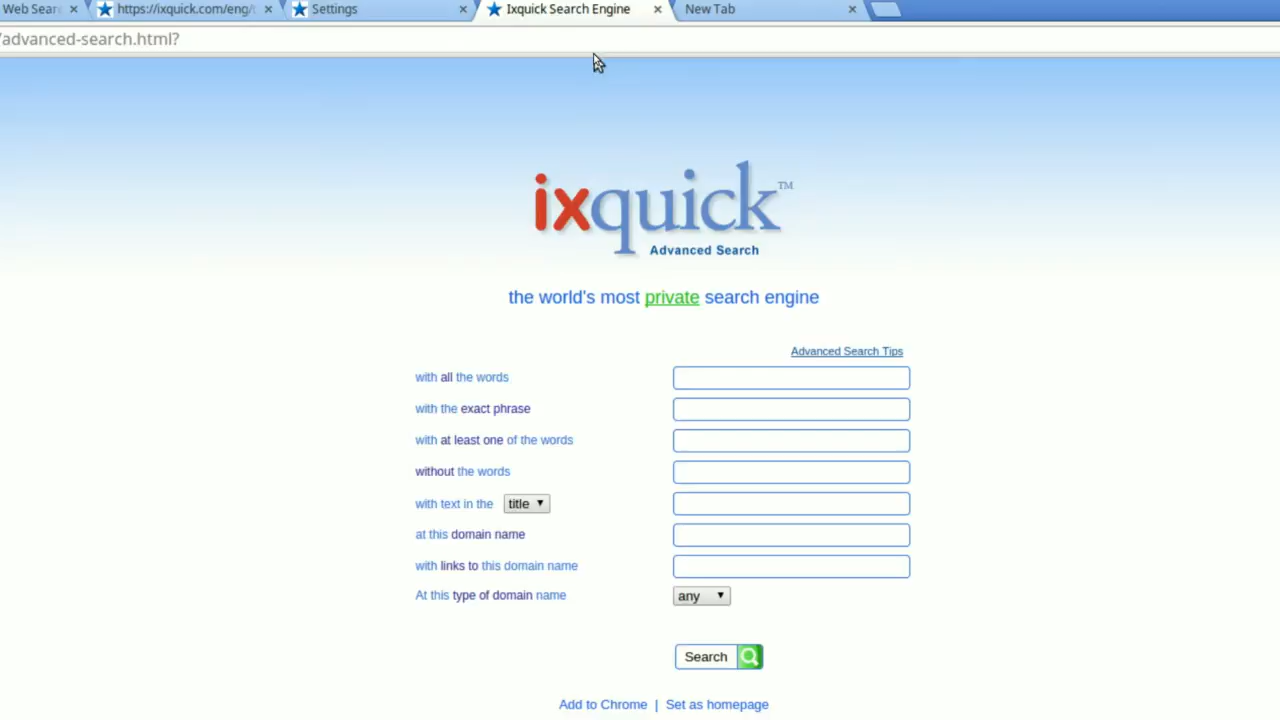 Web Sear
https://ixquick.com/eng/
Settings
Ixquick Search Engine
New Tab
/advanced-search.html?
ixquick™
Advanced Search
the world's most private search engine
Advanced Search Tips
with all the words
with the exact phrase
with at least one of the words
without the words
with text in the title
at this domain name
with links to this domain name
At this type of domain name any
Search
Add to Chrome | Set as homepage